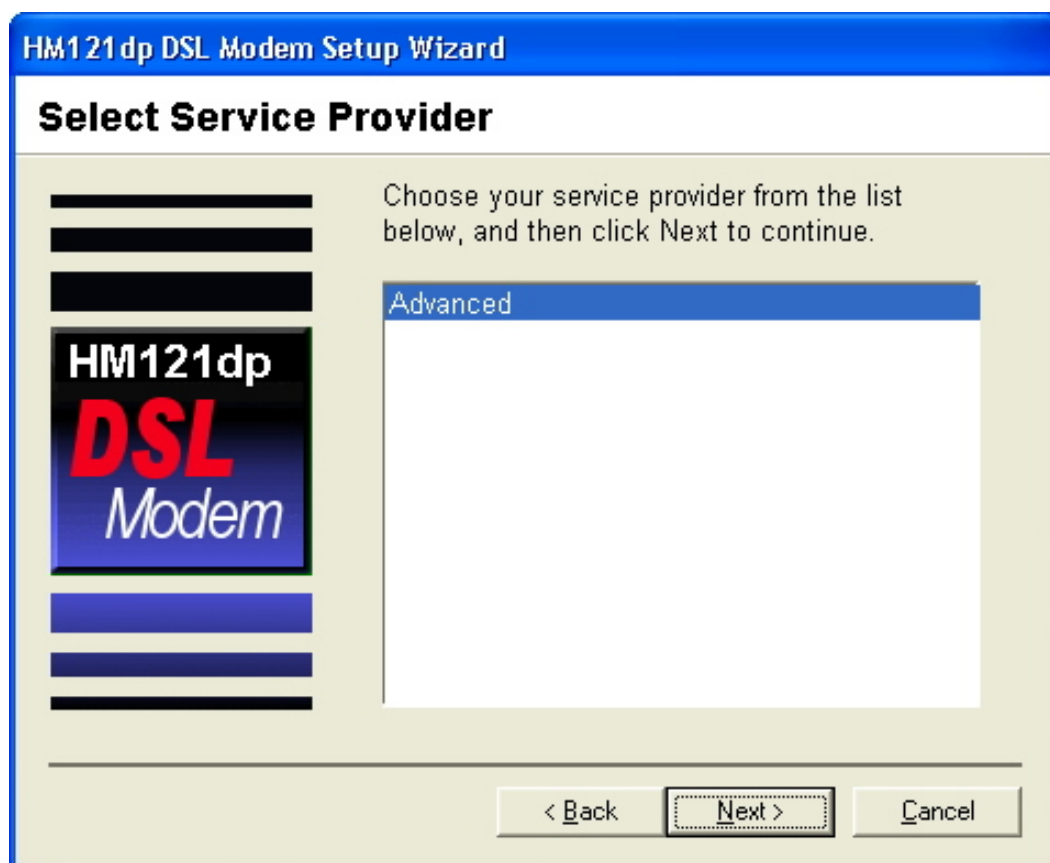 HM121dp DSL Modem Setup Wizard
Select Service Provider
Choose your service provider from the list
below, and then click Next to continue.
Advanced
HM121dp
DSL
Modem
< Back
Next >
Cancel